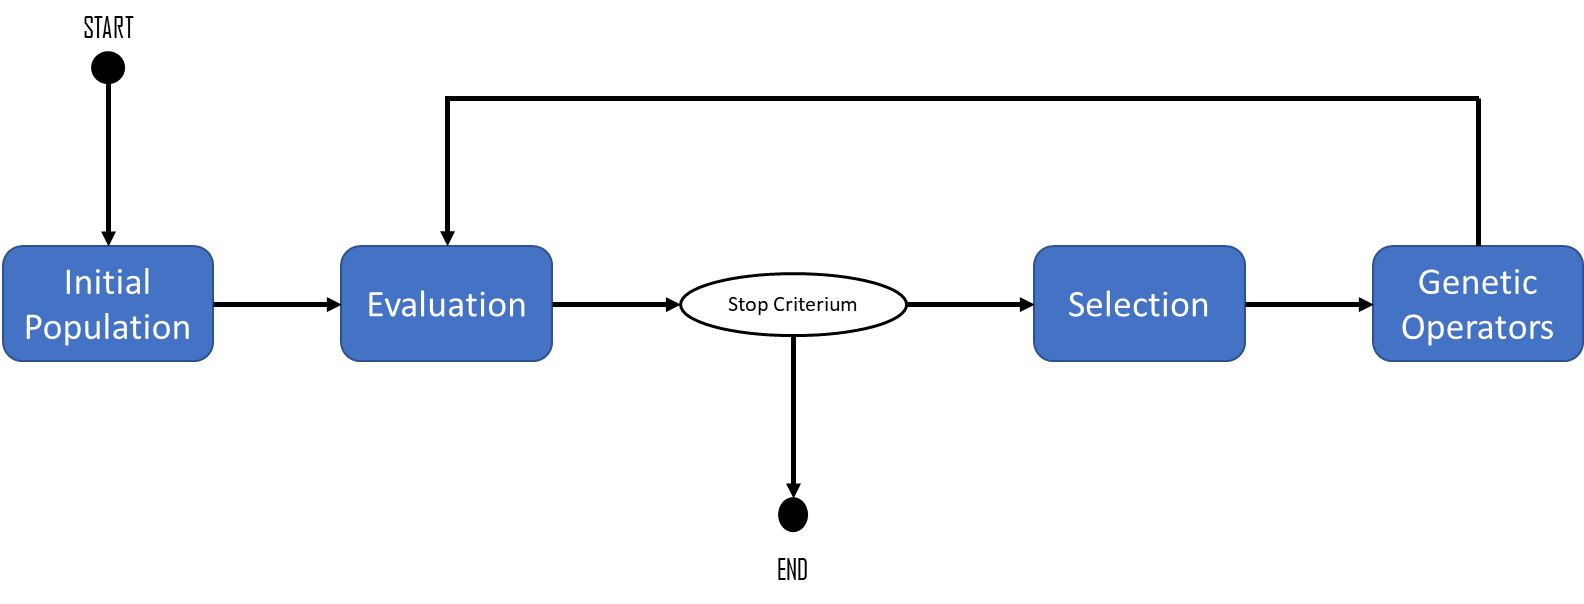 START
Initial
Population
Evaluation
Stop Criterium
Selection
Genetic
Operators
END